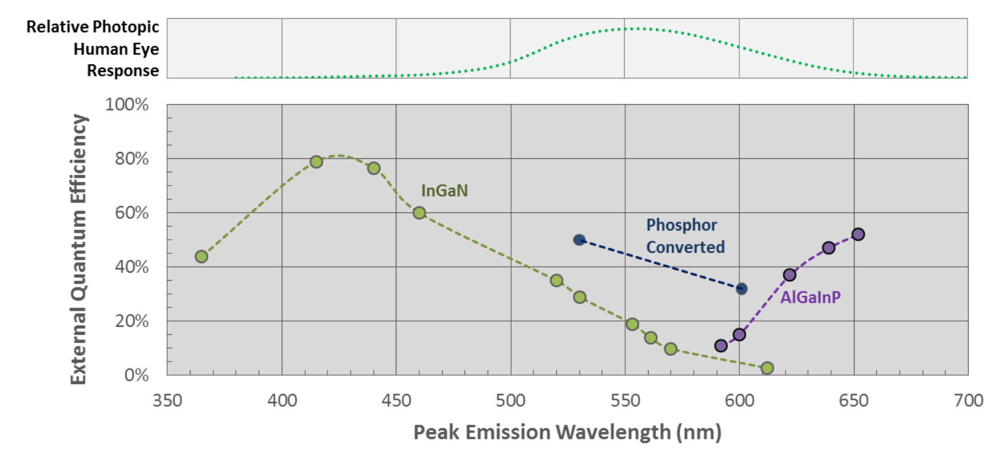 Relative Photopic
Human Eye
Response
100%
80%
60%
40%
20%
0%
External Quantum Efficiency
InGaN
Phosphor
Converted
AlGaInP
350 400 450 500 550 600 650 700
Peak Emission Wavelength (nm)